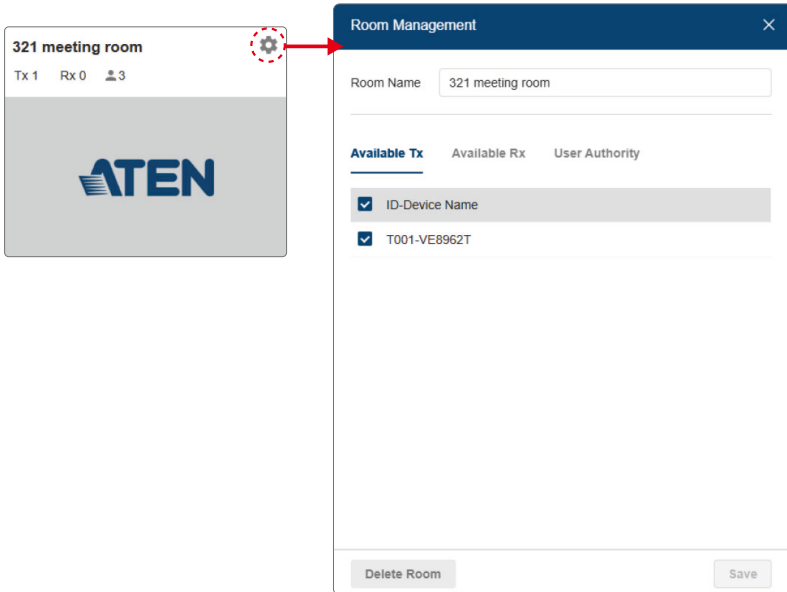 321 meeting room
Tx 1 Rx 0 3
ATEN
Room Management
Room Name 321 meeting room
Available Tx Available Rx User Authority
ID-Device Name
T001-VE8962T
Delete Room Save